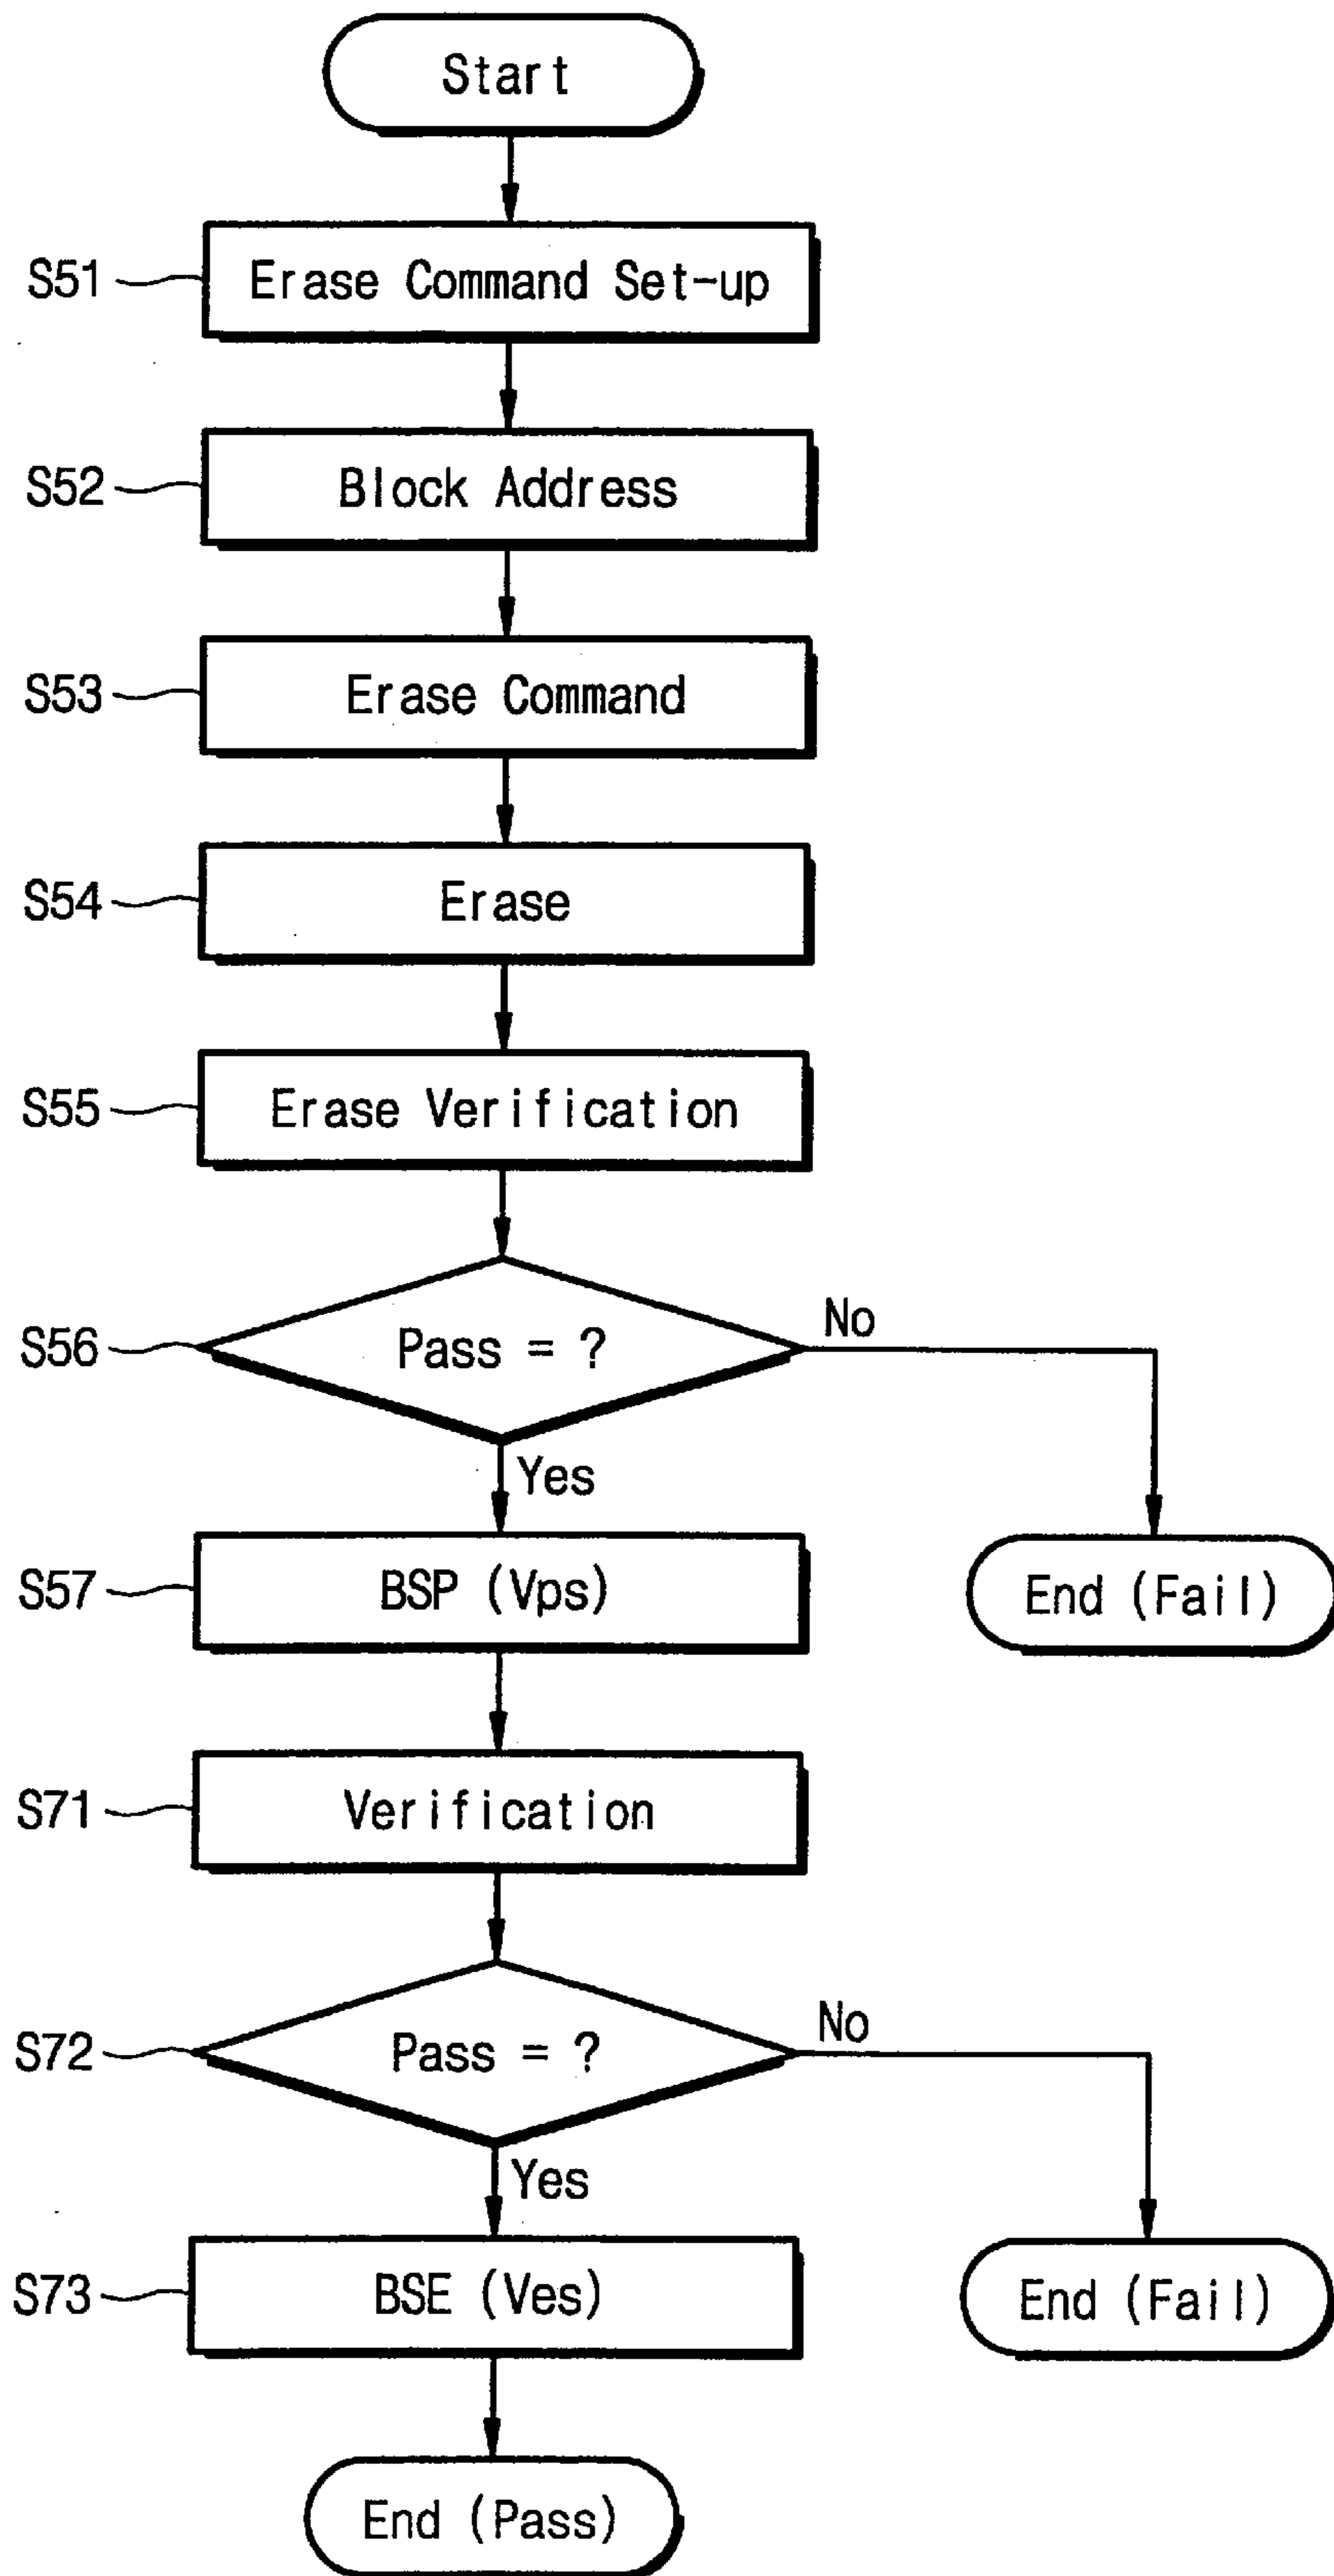 Start
S51
Erase Command Set-up
S52
Block Address
S53
Erase Command
S54
Erase
S55
Erase Verification
S56
Pass = ?
No
Yes
S57
BSP (Vps)
End (Fail)
S71
Verification
S72
Pass = ?
No
Yes
S73
BSE (Ves)
End (Fail)
End (Pass)